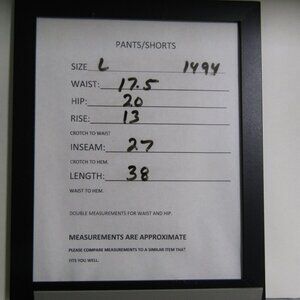 PANTS/SHORTS
SIZE L 1494
WAIST: 17.5
HIP: 20
RISE: 13
CROTCH TO WAIST
INSEAM: 27
CROTCH TO HEM.
LENGTH: 38
WAIST TO HEM.
DOUBLE MEASUREMENTS FOR WAIST AND HIP.
MEASUREMENTS ARE APPROXIMATE
PLEASE COMPARE MEASUREMENTS TO A SIMILAR ITEM THAT
FITS YOU WELL.